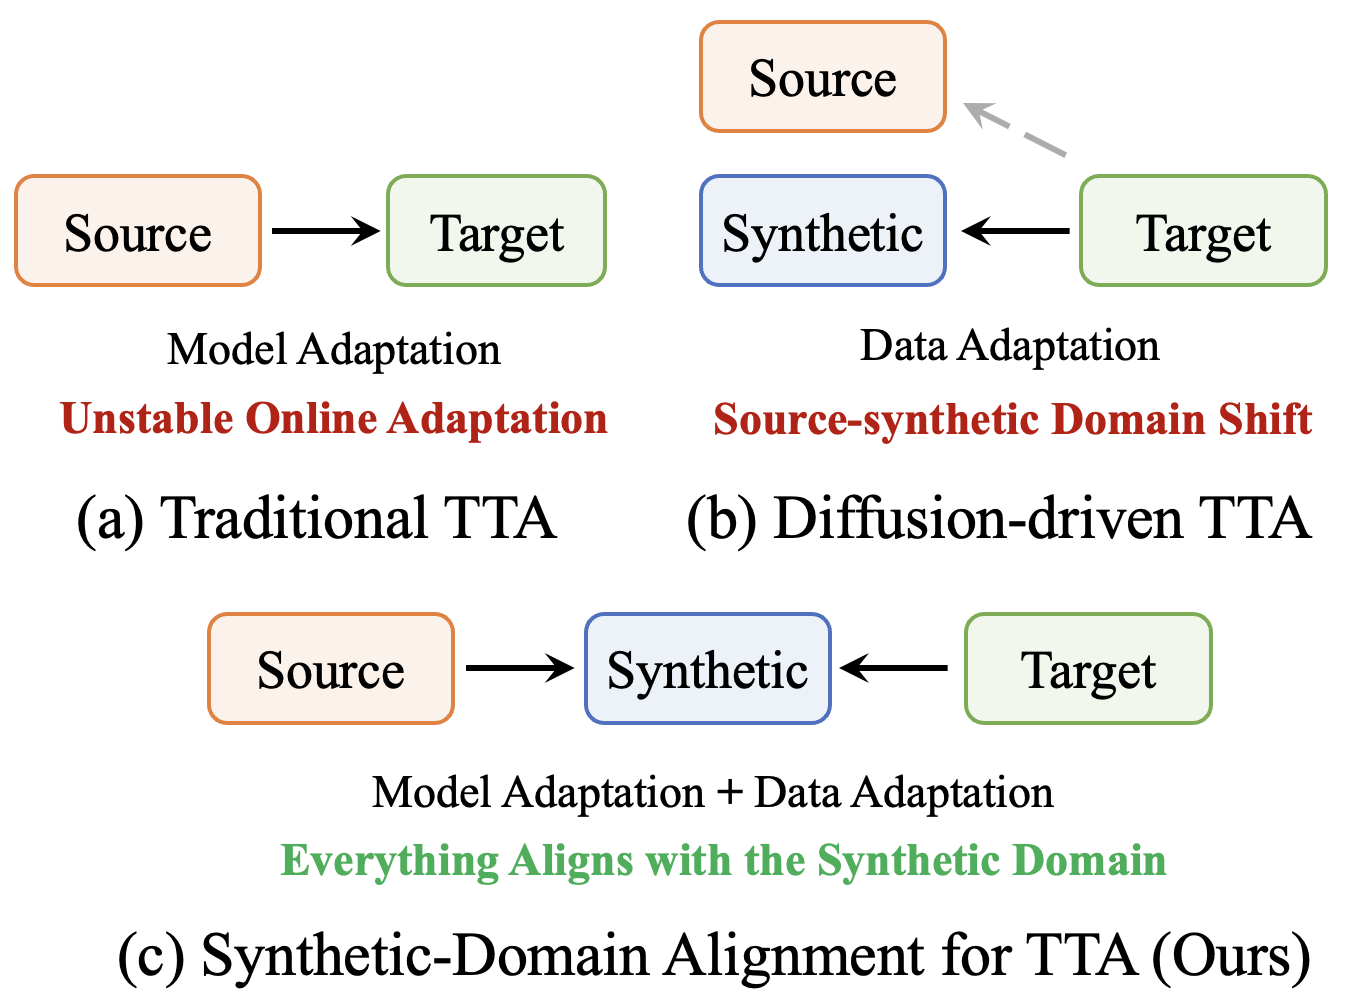 Source
Target
Model Adaptation
Unstable Online Adaptation
(a) Traditional TTA
Source
Synthetic
Target
Data Adaptation
Source-synthetic Domain Shift
(b) Diffusion-driven TTA
Source
Synthetic
Target
Model Adaptation + Data Adaptation
Everything Aligns with the Synthetic Domain
(c) Synthetic-Domain Alignment for TTA (Ours)